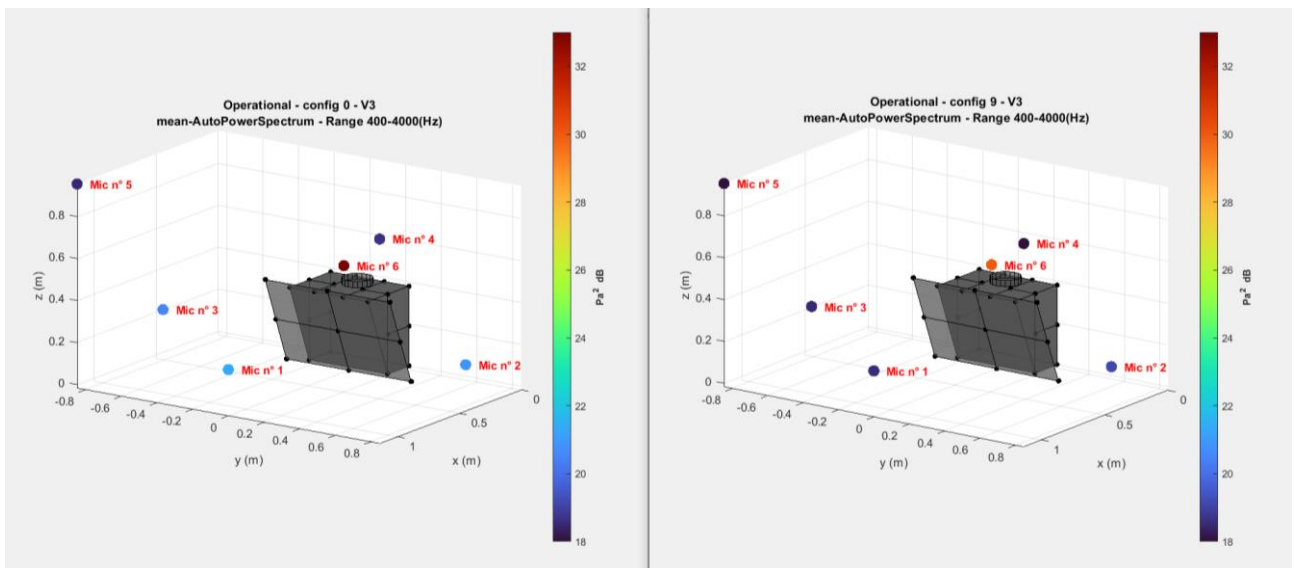 Operational - config 0 - V3
mean-AutoPowerSpectrum - Range 400-4000(Hz)
Mic n° 5
Mic n° 4
Mic n° 6
Mic n° 3
Mic n° 1
Mic n° 2
0.8
0.6
0.4
0.2
0
z (m)
-0.8
-0.6
-0.4
-0.2
0
0.2
0.4
0.6
0.8
y (m)
1
0.5
0
x (m)
32
30
28
26
24
22
20
18
Pa² dB
Operational - config 9 - V3
mean-AutoPowerSpectrum - Range 400-4000(Hz)
Mic n° 5
Mic n° 4
Mic n° 6
Mic n° 3
Mic n° 1
Mic n° 2
0.8
0.6
0.4
0.2
0
z (m)
-0.8
-0.6
-0.4
-0.2
0
0.2
0.4
0.6
0.8
y (m)
1
0.5
0
x (m)
32
30
28
26
24
22
20
18
Pa² dB